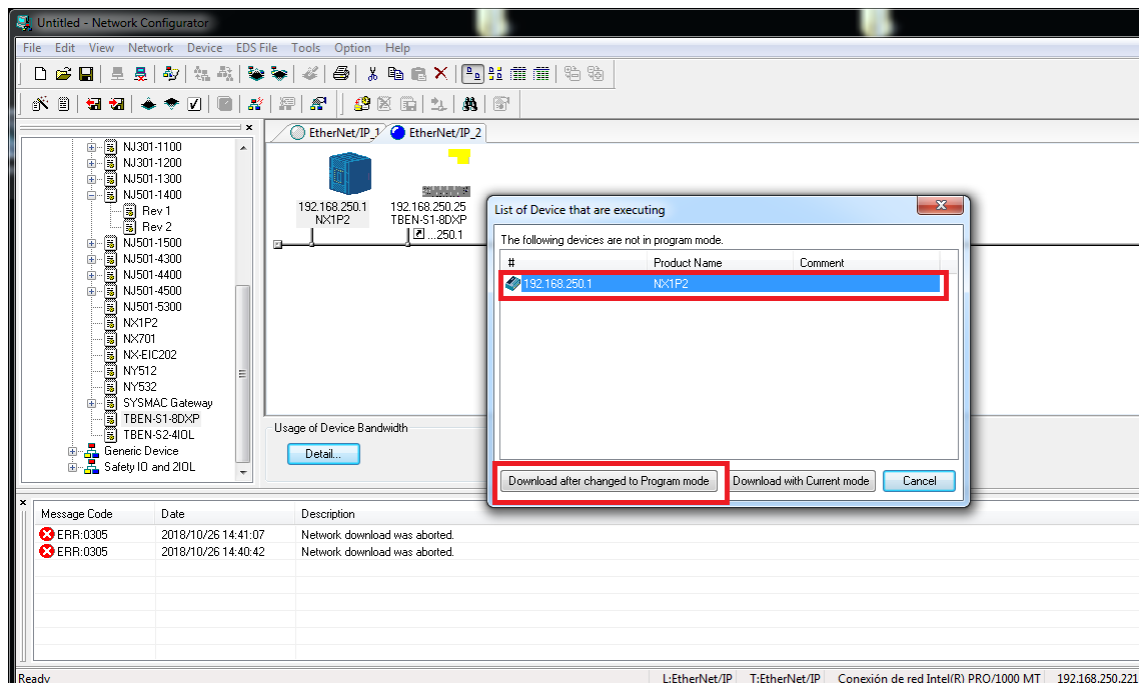 Untitled - Network Configurator
File Edit View Network Device EDS File Tools Option Help
EtherNet/IP_1 EtherNet/IP_2
NJ301-1100
NJ301-1200
NJ501-1300
NJ501-1400
Rev 1
Rev 2
NJ501-1500
NJ501-4300
NJ501-4400
NJ501-4500
NJ501-5300
NX1P2
NX701
NX-EIC202
NY512
NY532
SYSMAC Gateway
TBEN-S1-8DXP
TBEN-S2-4IOL
Generic Device
Safety IO and 2IOL
192.168.250.1
NX1P2
192.168.250.25
TBEN-S1-8DXP
...250.1
Usage of Device Bandwidth
Detail...
List of Device that are executing
The following devices are not in program mode.
# Product Name Comment
192.168.250.1 NX1P2
Download after changed to Program mode Download with Current mode Cancel
Message Code Date Description
ERR:0305 2018/10/26 14:41:07 Network download was aborted.
ERR:0305 2018/10/26 14:40:42 Network download was aborted.
Ready L:EtherNet/IP T:EtherNet/IP Conexión de red Intel(R) PRO/1000 MT 192.168.250.221